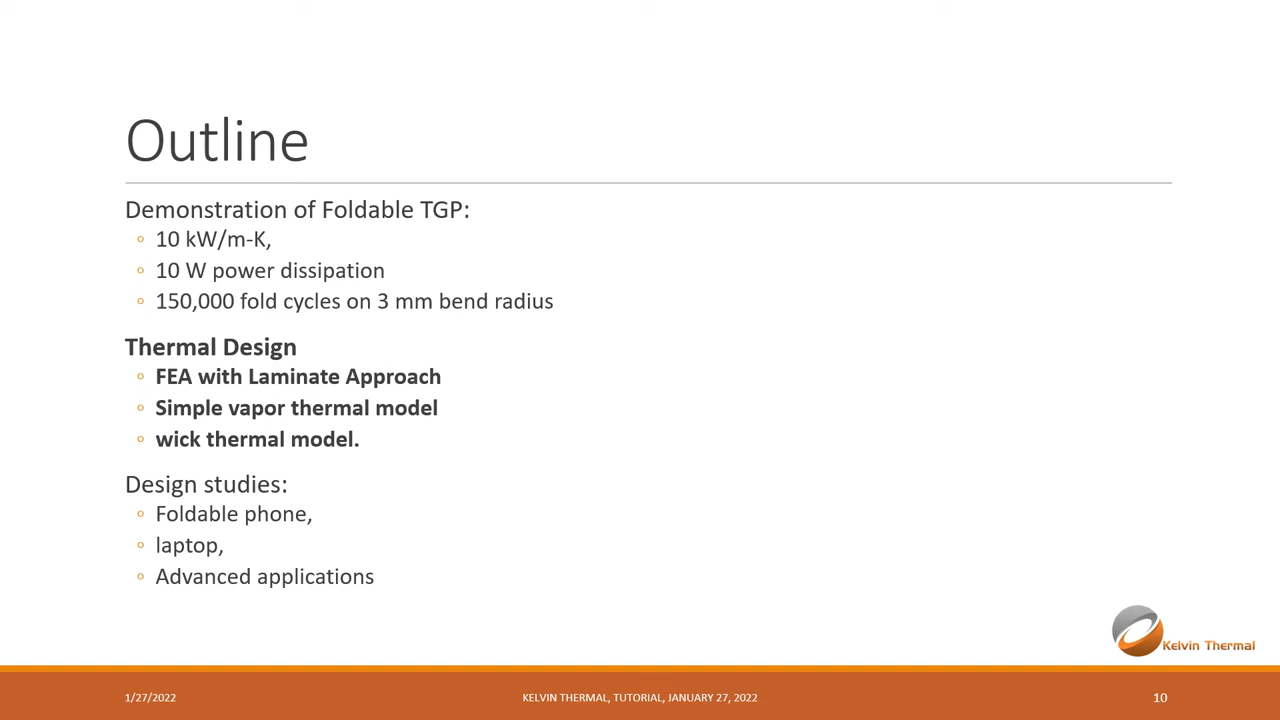 Outline
Demonstration of Foldable TGP:
◦ 10 kW/m-K,
◦ 10 W power dissipation
◦ 150,000 fold cycles on 3 mm bend radius
Thermal Design
◦ FEA with Laminate Approach
◦ Simple vapor thermal model
◦ wick thermal model.
Design studies:
◦ Foldable phone,
◦ laptop,
◦ Advanced applications
Kelvin Thermal
1/27/2022
KELVIN THERMAL, TUTORIAL, JANUARY 27, 2022
10